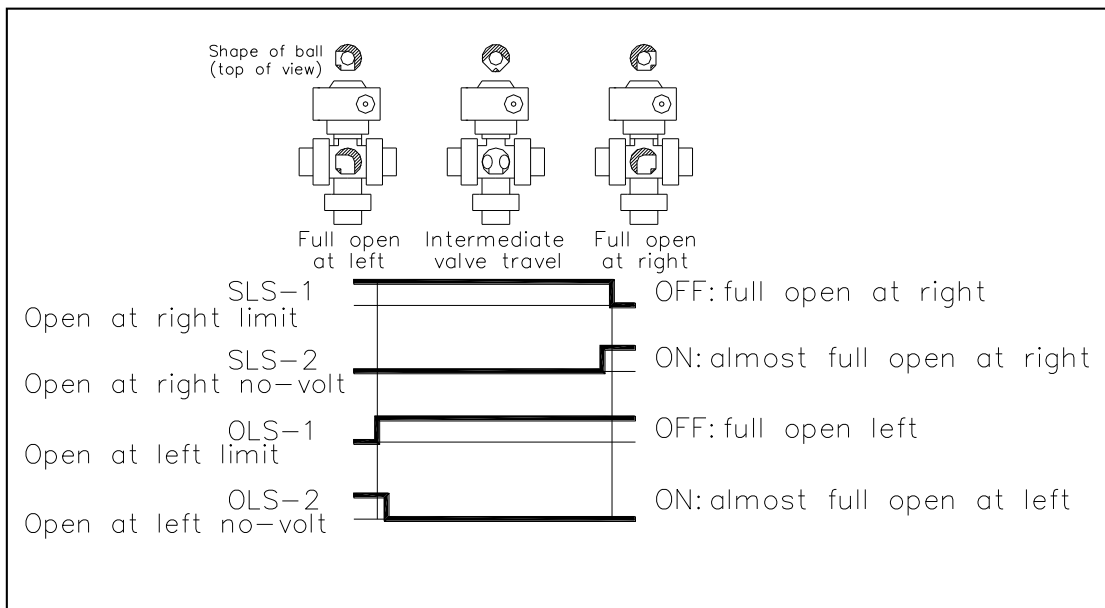 Shape of ball
(top of view)
Full open
at left
Intermediate
valve travel
Full open
at right
SLS-1
Open at right limit
OFF: full open at right
SLS-2
Open at right no-volt
ON: almost full open at right
OLS-1
Open at left limit
OFF: full open left
OLS-2
Open at left no-volt
ON: almost full open at left